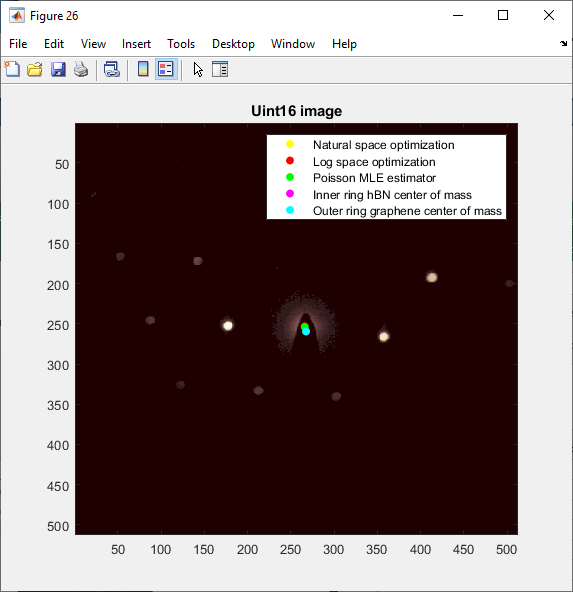 Figure 26
File Edit View Insert Tools Desktop Window Help
Uint16 image
Natural space optimization
Log space optimization
Poisson MLE estimator
Inner ring hBN center of mass
Outer ring graphene center of mass
50
100
150
200
250
300
350
400
450
500
50 100 150 200 250 300 350 400 450 500